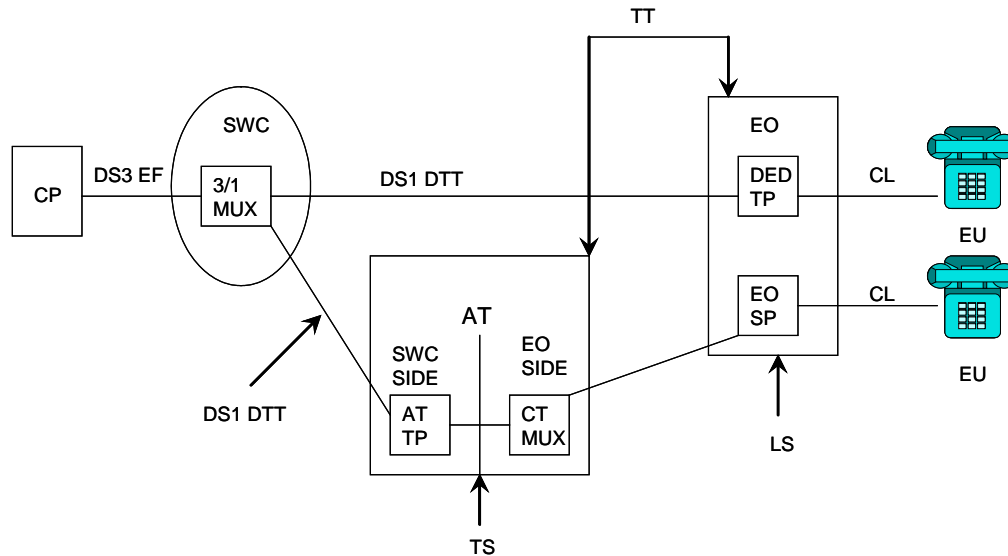 TT
SWC
EO
DS3 EF
DS1 DTT
CL
CP
3/1
MUX
DED
TP
EU
CL
EO
SP
AT
SWC
SIDE
EO
SIDE
EU
DS1 DTT
AT
TP
CT
MUX
LS
TS